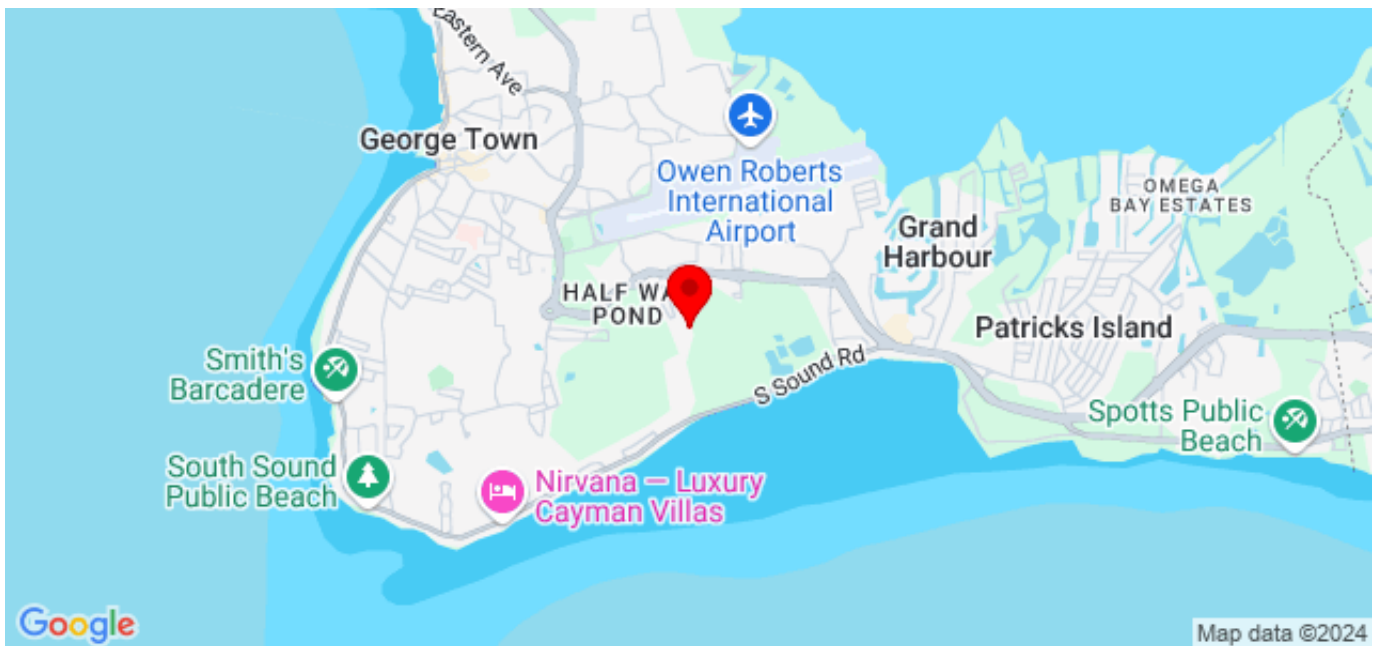 Eastern Ave
George Town
Owen Roberts
International
Airport
OMEGA
BAY ESTATES
Grand
Harbour
HALF WA
POND
Patricks Island
Smith's
Barcadere
S Sound Rd
Spotts Public
Beach
South Sound
Public Beach
Nirvana — Luxury
Cayman Villas
Google
Map data ©2024